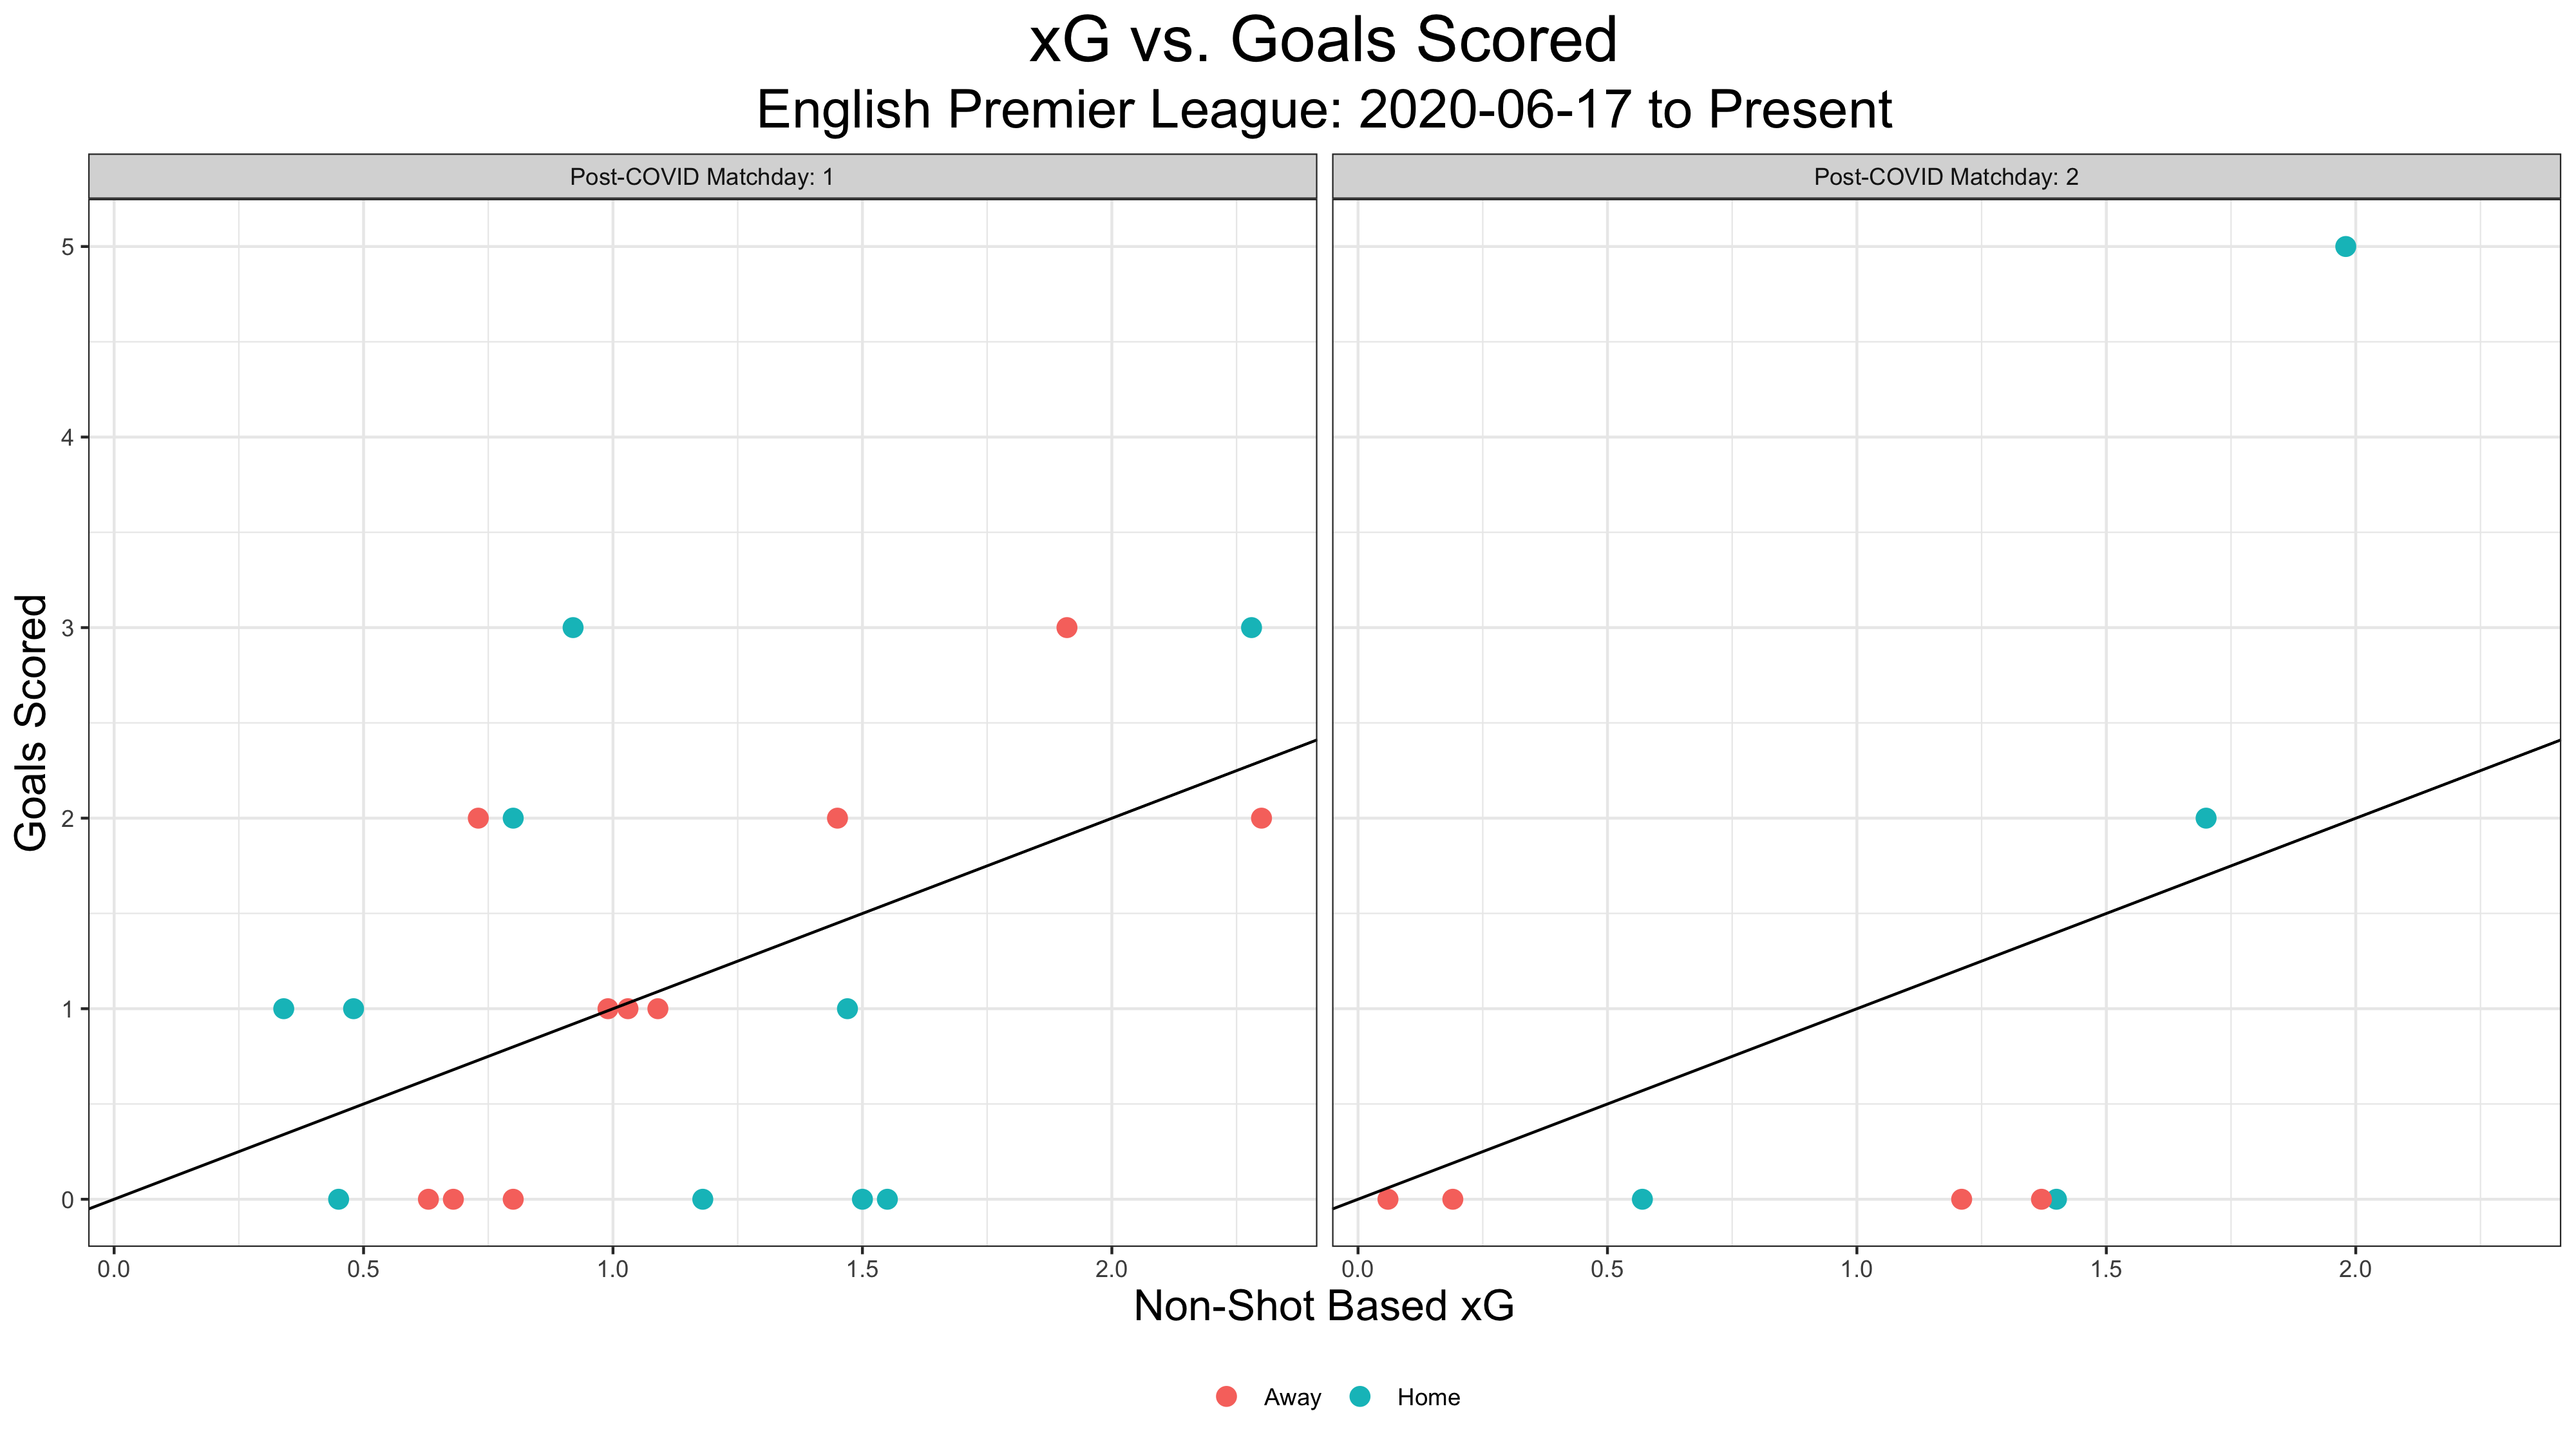 xG vs. Goals Scored
English Premier League: 2020-06-17 to Present
Post-COVID Matchday: 1
Post-COVID Matchday: 2
Goals Scored
5
4
3
2
1
0
0.0 0.5 1.0 1.5 2.0
0.0 0.5 1.0 1.5 2.0
Non-Shot Based xG
Away Home